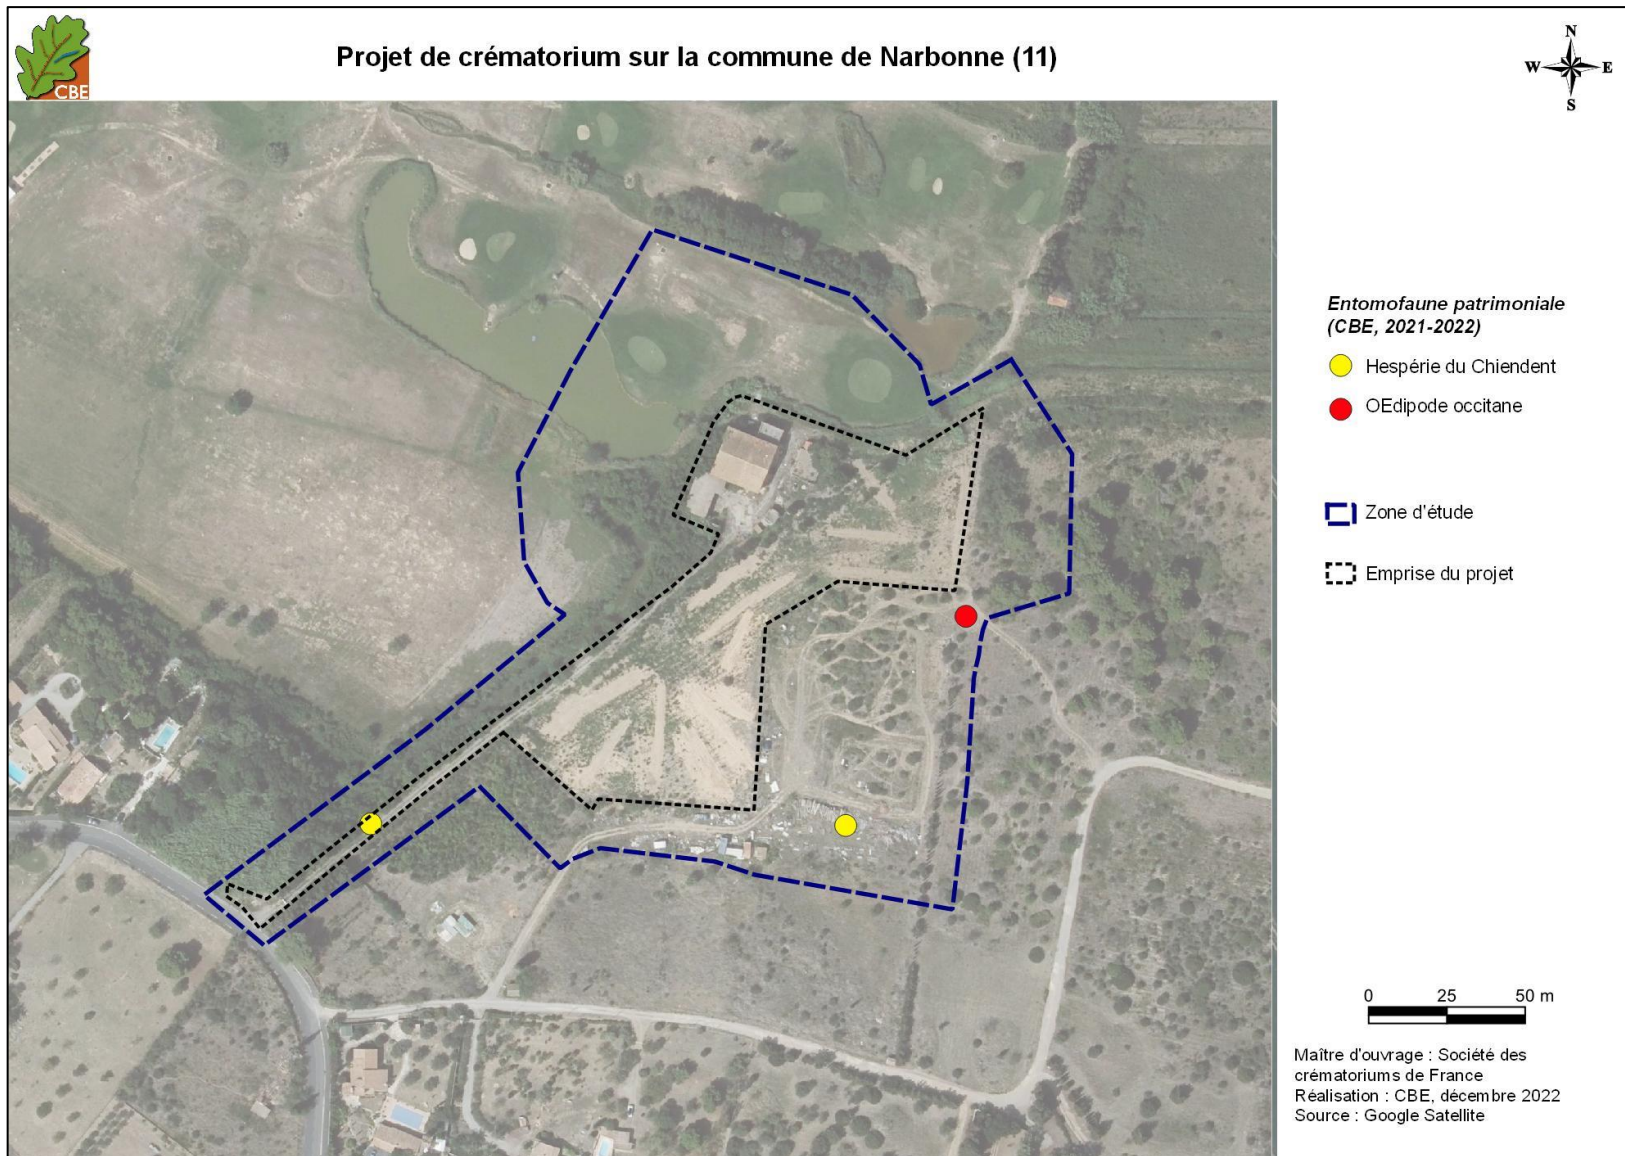 CBE
Projet de crématorium sur la commune de Narbonne (11)
N
W E
S
Entomofaune patrimoniale
(CBE, 2021-2022)
Hespérie du Chiendent
OEdipode occitane
Zone d'étude
Emprise du projet
0 25 50 m
Maître d'ouvrage : Société des
crématoriums de France
Réalisation : CBE, décembre 2022
Source : Google Satellite